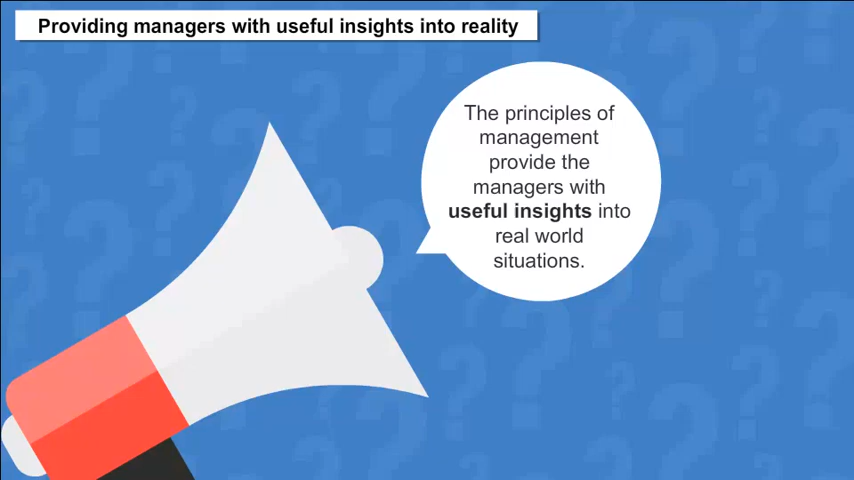 Providing managers with useful insights into reality
The principles of
management
provide the
managers with
useful insights into
real world
situations.